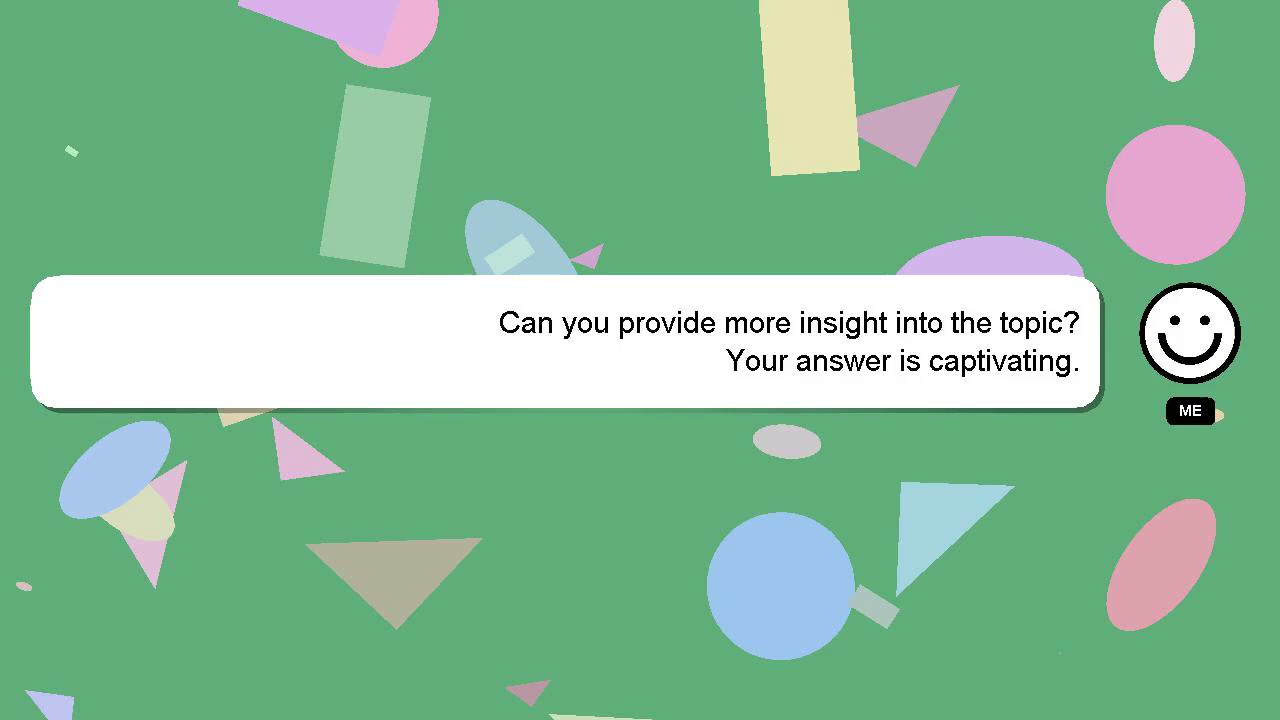 Can you provide more insight into the topic?
Your answer is captivating.
ME